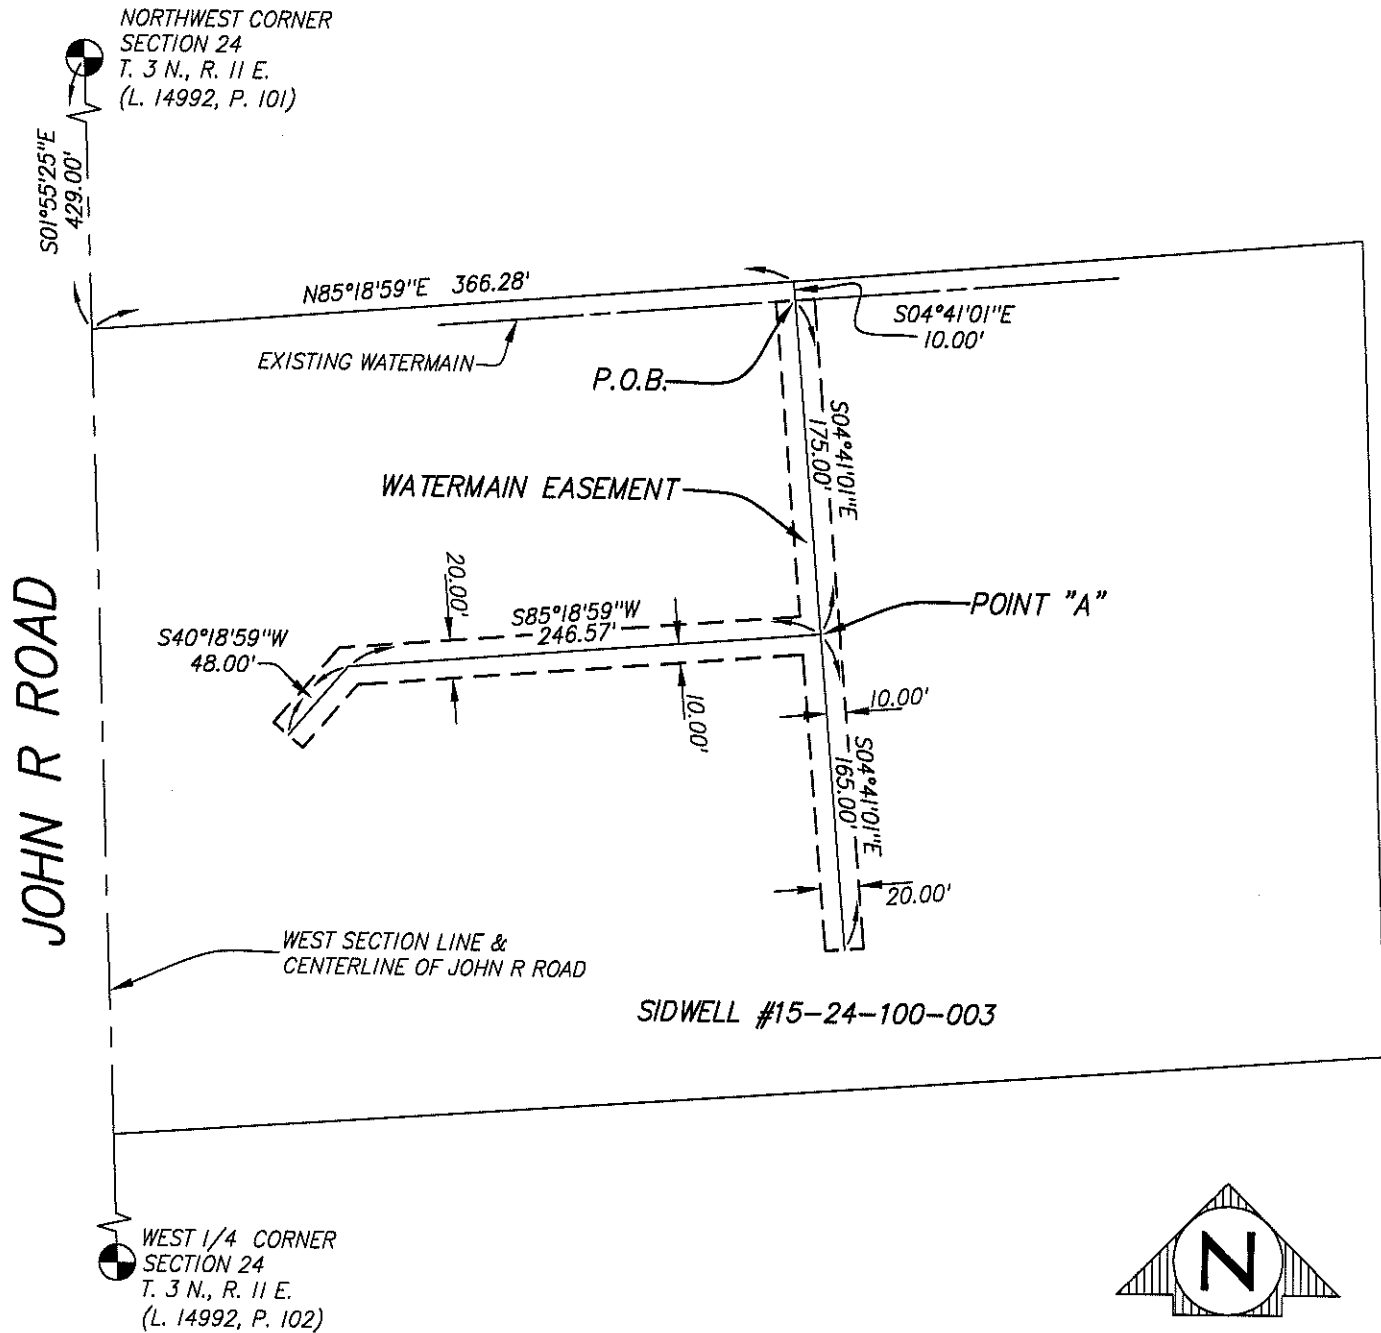 NORTHWEST CORNER
SECTION 24
T. 3 N., R. 11 E.
(L. 14992, P. 101)
S01°55'25"E
429.00'
N85°18'59"E 366.28'
S04°41'01"E
10.00'
EXISTING WATERMAIN
P.O.B.
S04°41'01"E
175.00'
WATERMAIN EASEMENT
20.00'
S85°18'59"W
246.57'
POINT "A"
S40°18'59"W
48.00'
10.00'
10.00'
JOHN R ROAD
S04°41'01"E
165.00'
20.00'
WEST SECTION LINE &
CENTERLINE OF JOHN R ROAD
SIDWELL #15-24-100-003
WEST 1/4 CORNER
SECTION 24
T. 3 N., R. 11 E.
(L. 14992, P. 102)
N